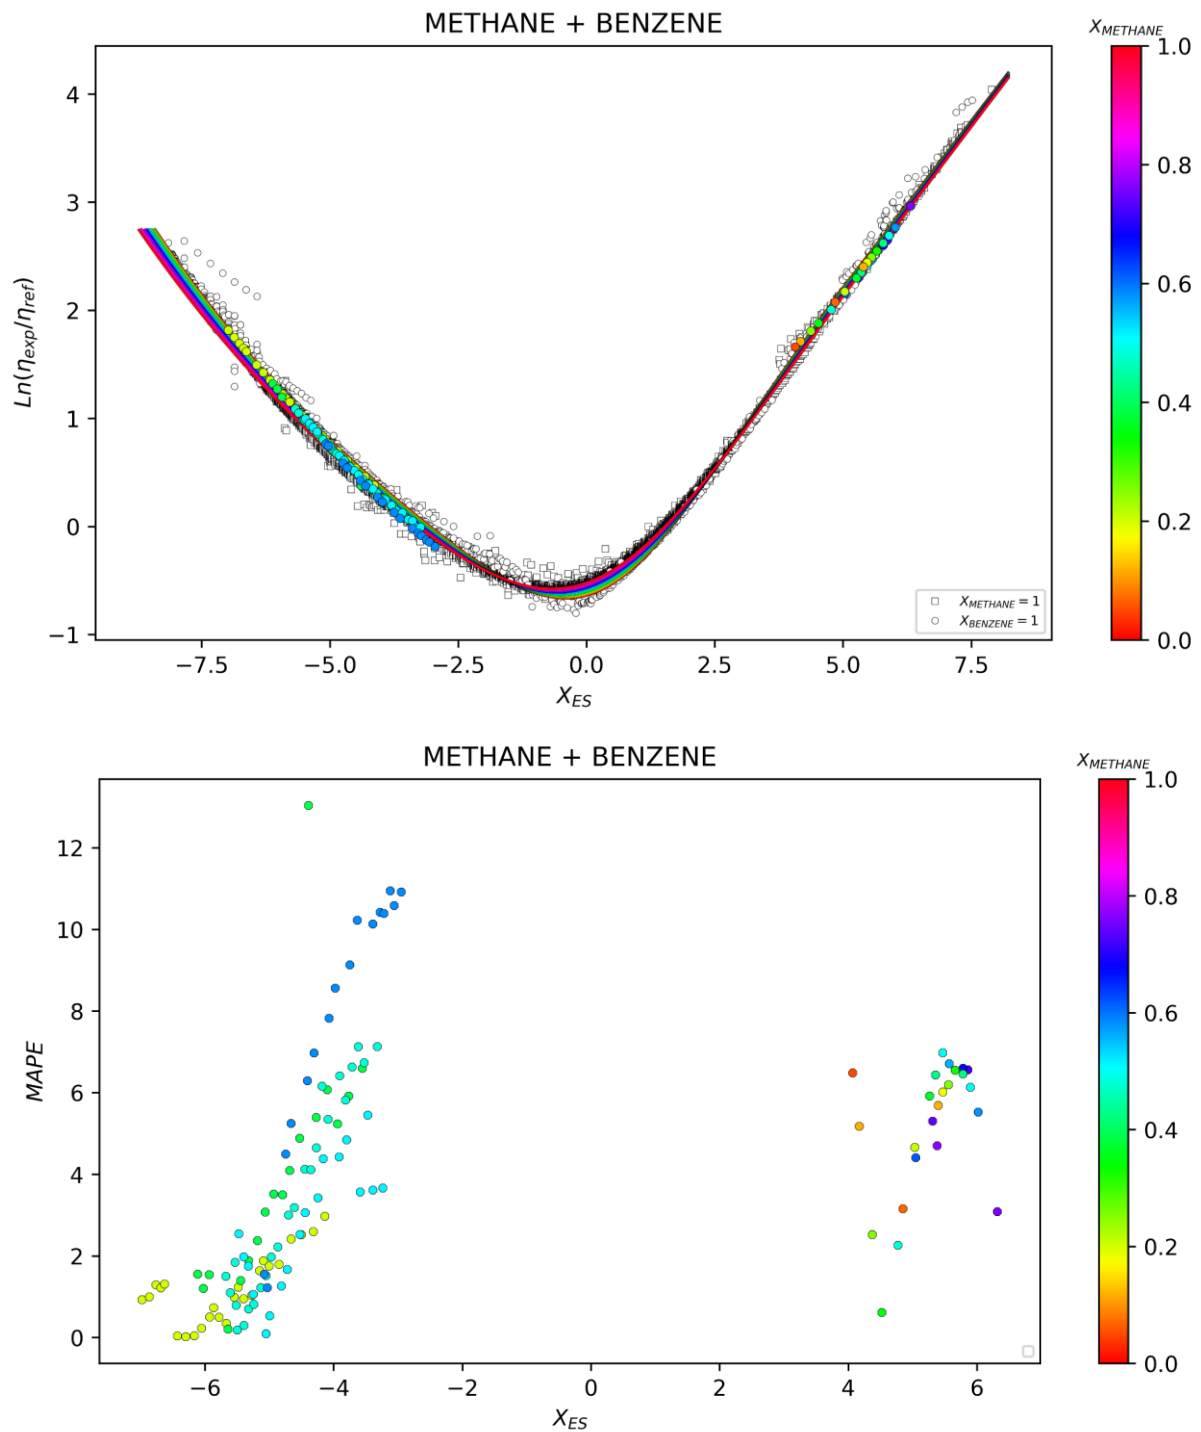 METHANE + BENZENE
X_METHANE
1.0
0.8
0.6
0.4
0.2
0.0
Ln(η_exp/η_ref)
4
3
2
1
0
−1
X_METHANE = 1
X_BENZENE = 1
−7.5 −5.0 −2.5 0.0 2.5 5.0 7.5
X_ES
METHANE + BENZENE
X_METHANE
1.0
0.8
0.6
0.4
0.2
0.0
MAPE
12
10
8
6
4
2
0
−6 −4 −2 0 2 4 6
X_ES